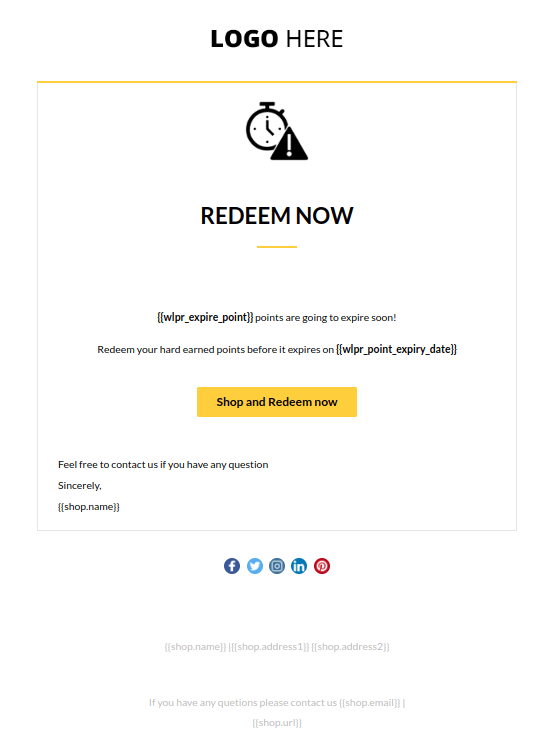 LOGO HERE
REDEEM NOW
{{wlpr_expire_point}} points are going to expire soon!
Redeem your hard earned points before it expires on {{wlpr_point_expiry_date}}
Shop and Redeem now
Feel free to contact us if you have any question
Sincerely,
{{shop.name}}
{{shop.name}} |{{shop.address1}} {{shop.address2}}
If you have any quetions please contact us {{shop.email}} |
{{shop.url}}